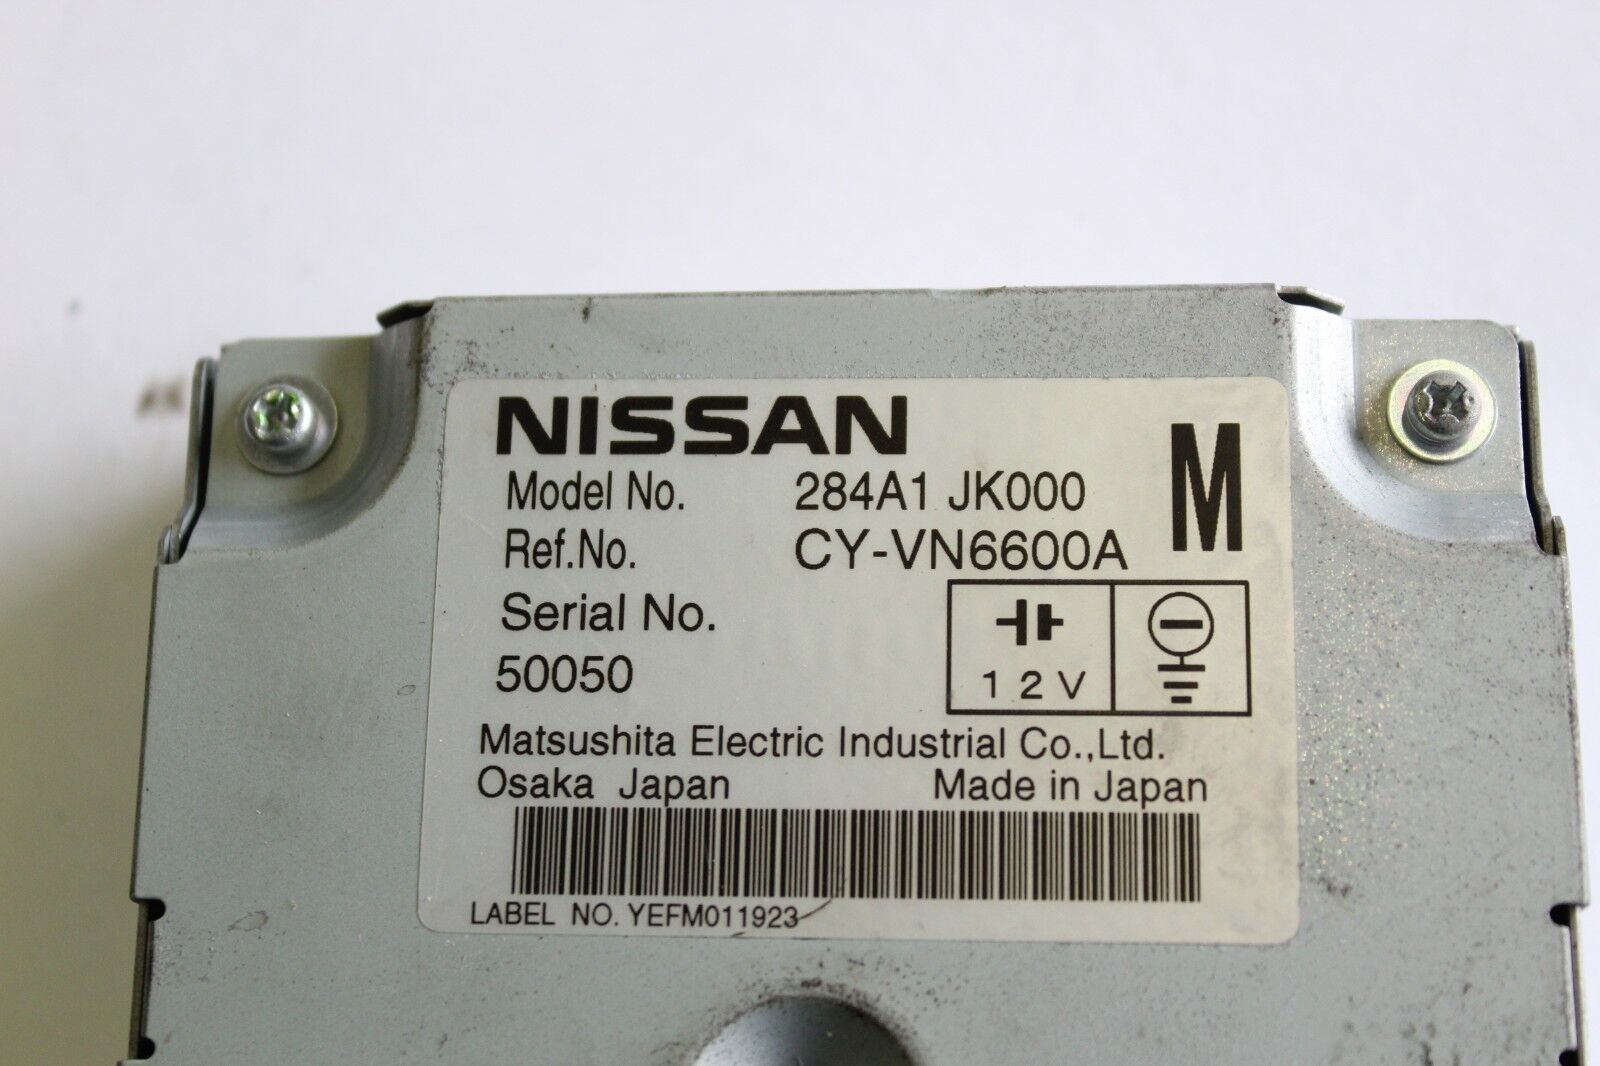 NISSAN
M
Model No. 284A1 JK000
Ref.No. CY-VN6600A
Serial No.
50050
12V
Matsushita Electric Industrial Co.,Ltd.
Osaka Japan Made in Japan
LABEL NO. YEFM011923